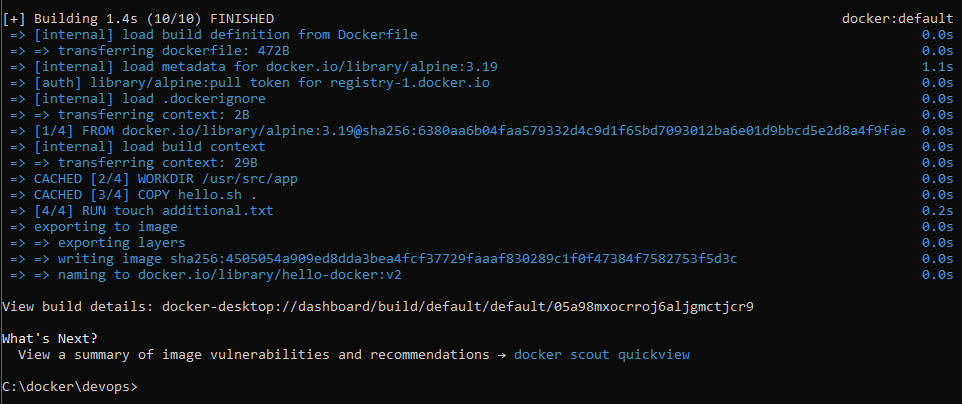 [+] Building 1.4s (10/10) FINISHED docker:default
=> [internal] load build definition from Dockerfile 0.0s
=> => transferring dockerfile: 472B 0.0s
=> [internal] load metadata for docker.io/library/alpine:3.19 1.1s
=> [auth] library/alpine:pull token for registry-1.docker.io 0.0s
=> [internal] load .dockerignore 0.0s
=> => transferring context: 2B 0.0s
=> [1/4] FROM docker.io/library/alpine:3.19@sha256:6380aa6b04faa579332d4c9d1f65bd7093012ba6e01d9bbcd5e2d8a4f9fae 0.0s
=> [internal] load build context 0.0s
=> => transferring context: 29B 0.0s
=> CACHED [2/4] WORKDIR /usr/src/app 0.0s
=> CACHED [3/4] COPY hello.sh . 0.0s
=> [4/4] RUN touch additional.txt 0.2s
=> exporting to image 0.0s
=> => exporting layers 0.0s
=> => writing image sha256:4505054a909ed8dda3bea4fcf37729faaaf830289c1f0f47384f7582753f5d3c 0.0s
=> => naming to docker.io/library/hello-docker:v2 0.0s
View build details: docker-desktop://dashboard/build/default/default/05a98mxocrroj6aljgmctjcr9
What's Next?
View a summary of image vulnerabilities and recommendations → docker scout quickview
C:\docker\devops>